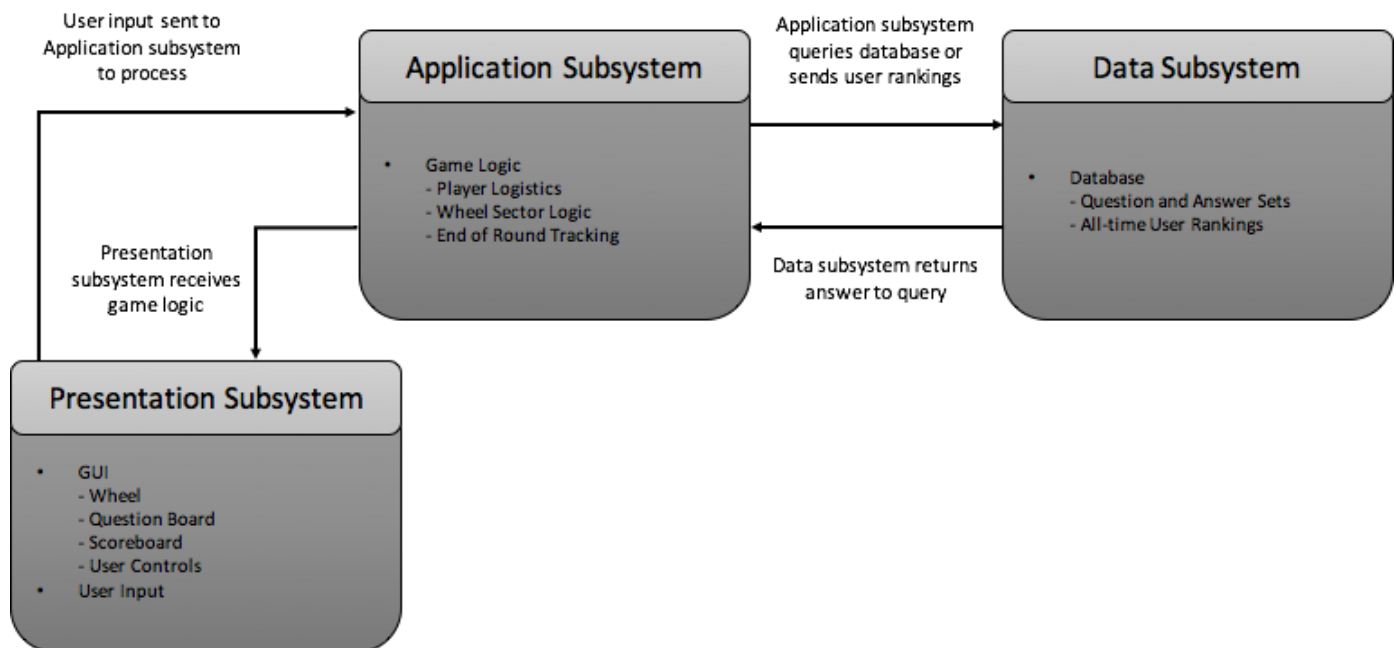 User input sent to
Application subsystem
to process
Application Subsystem
• Game Logic
- Player Logistics
- Wheel Sector Logic
- End of Round Tracking
Application subsystem
queries database or
sends user rankings
Data Subsystem
• Database
- Question and Answer Sets
- All-time User Rankings
Data subsystem returns
answer to query
Presentation
subsystem receives
game logic
Presentation Subsystem
• GUI
- Wheel
- Question Board
- Scoreboard
- User Controls
• User Input